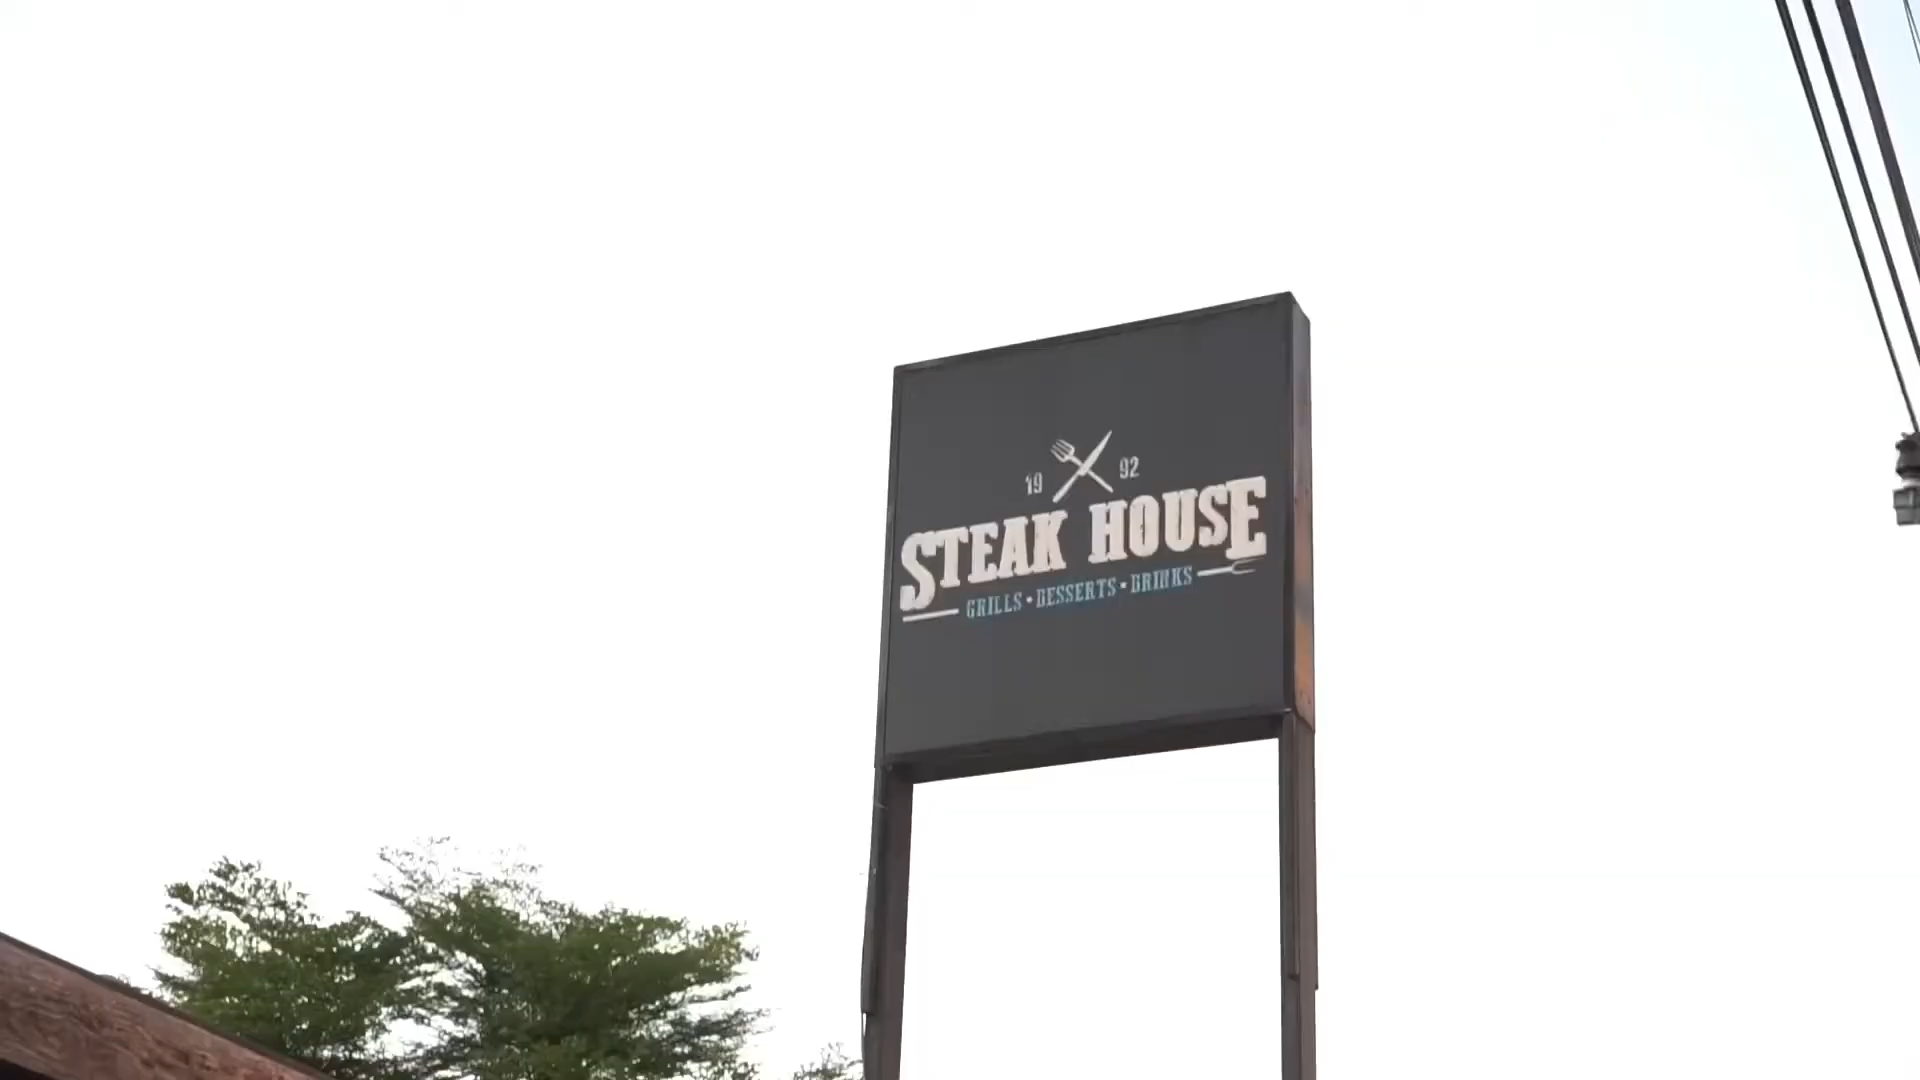 19 92
STEAK HOUSE
GRILLS • DESSERTS • DRINKS